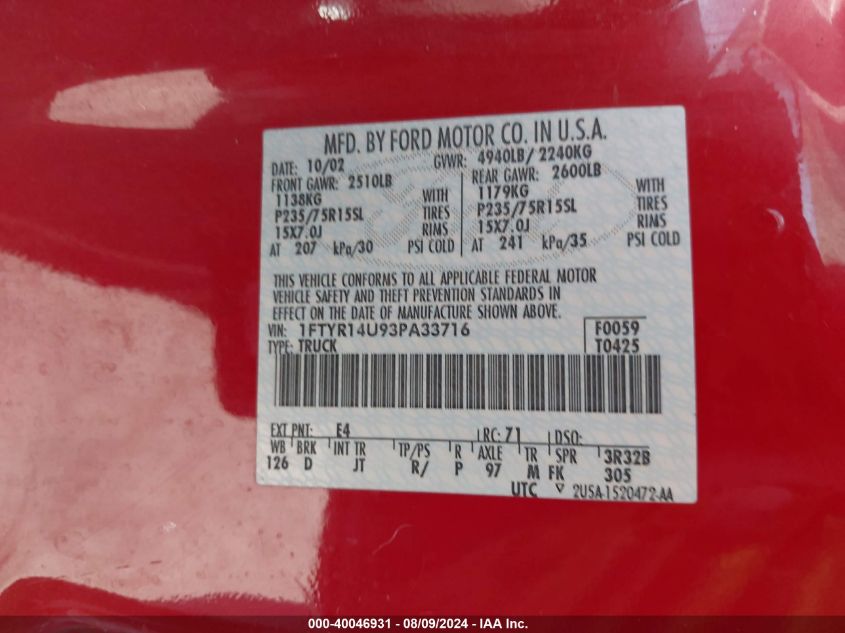 MFD. BY FORD MOTOR CO. IN U.S.A.
DATE: 10/02 GVWR: 4940LB/ 2240KG
FRONT GAWR: 2510LB REAR GAWR: 2600LB
1138KG WITH 1179KG WITH
P235/75R15SL TIRES P235/75R15SL TIRES
15X7.0J RIMS 15X7.0J RIMS
AT 207 kPa/30 PSI COLD AT 241 kPa/35 PSI COLD
THIS VEHICLE CONFORMS TO ALL APPLICABLE FEDERAL MOTOR
VEHICLE SAFETY AND THEFT PREVENTION STANDARDS IN
EFFECT ON THE DATE OF MANUFACTURE SHOWN ABOVE.
VIN: 1FTYR14U93PA33716 F0059
TYPE: TRUCK T0425
EXT PNT: E4 RC: 71 DSO:
WB BRK INT TR TP/PS R AXLE TR SPR 3R32B
126 D JT R/ P 97 M FK 305
UTC ▽ 2U5A-1520472-AA
000-40046931 - 08/09/2024 - IAA Inc.